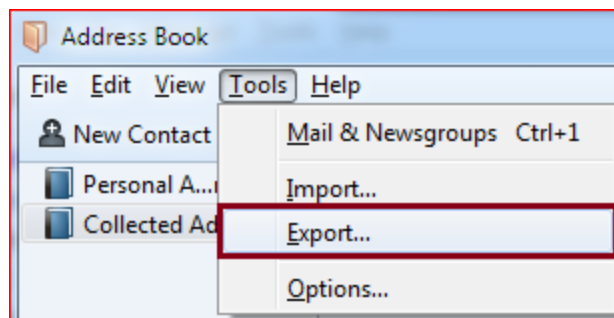 Address Book
File Edit View Tools Help
New Contact
Mail & Newsgroups Ctrl+1
Personal A...
Import...
Collected Ad
Export...
Options...